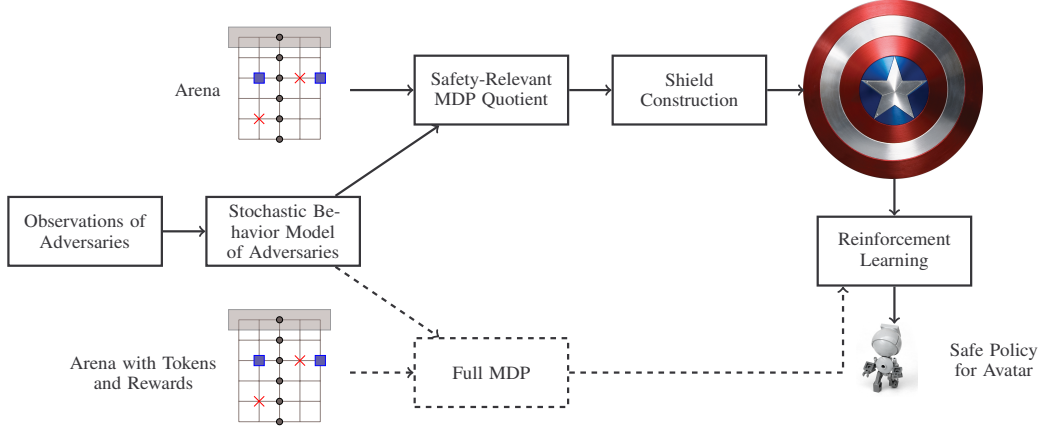 Arena
Safety-Relevant
MDP Quotient
Shield
Construction
Observations of
Adversaries
Stochastic Be-
havior Model
of Adversaries
Reinforcement
Learning
Arena with Tokens
and Rewards
Full MDP
Safe Policy
for Avatar